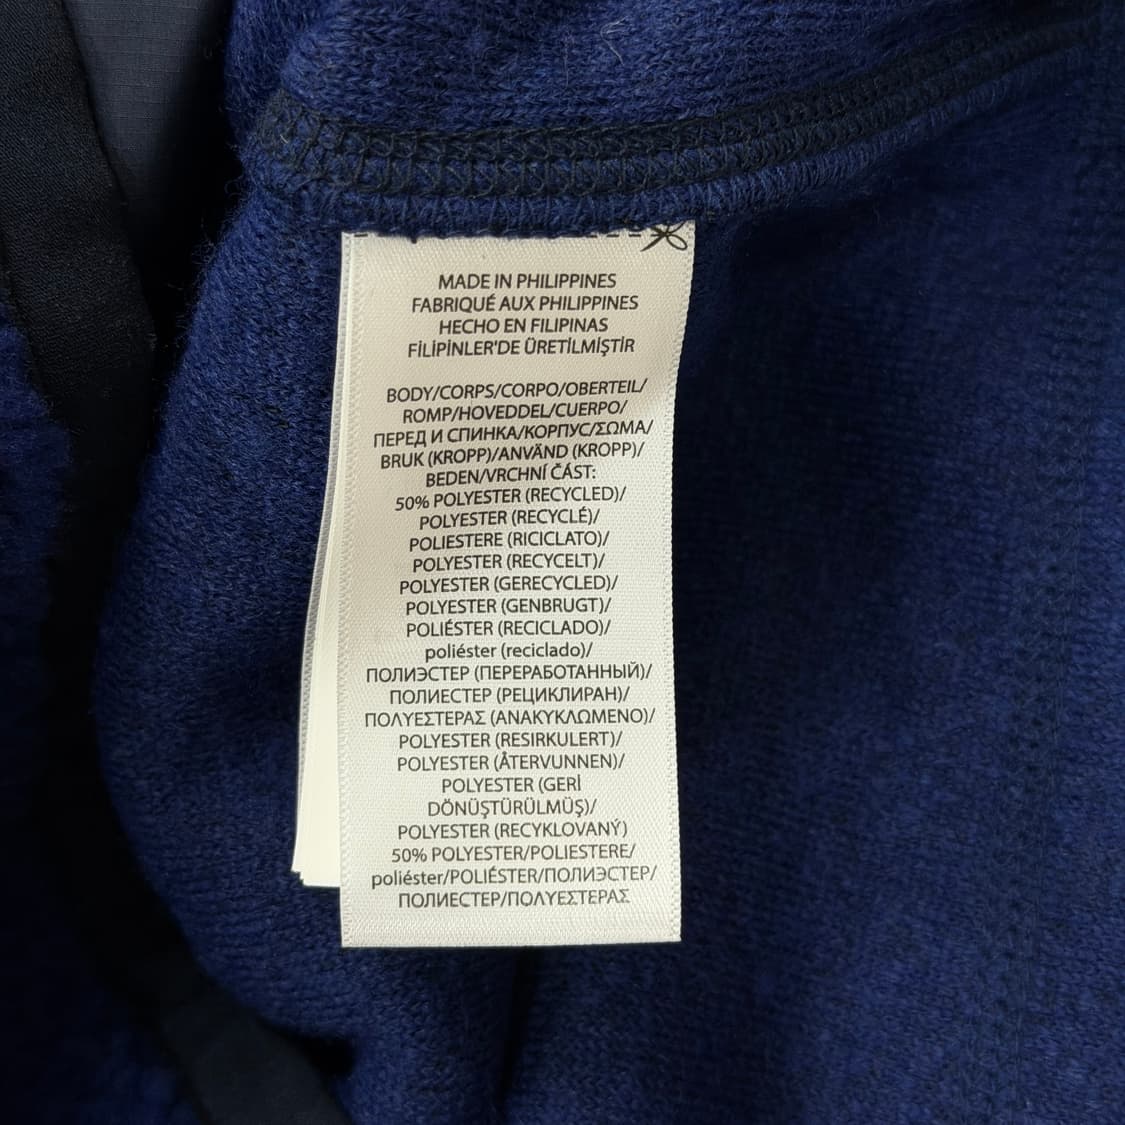 MADE IN PHILIPPINES
FABRIQUÉ AUX PHILIPPINES
HECHO EN FILIPINAS
FİLİPİNLER'DE ÜRETİLMİŞTİR
BODY/CORPS/CORPO/OBERTEIL/
ROMP/HOVEDDEL/CUERPO/
ПЕРЕД И СПИНКА/КОРПУС/ΣΩΜΑ/
BRUK (KROPP)/ANVÄND (KROPP)/
BEDEN/VRCHNÍ ČÁST:
50% POLYESTER (RECYCLED)/
POLYESTER (RECYCLÉ)/
POLIESTERE (RICICLATO)/
POLYESTER (RECYCELT)/
POLYESTER (GERECYCLED)/
POLYESTER (GENBRUGT)/
POLIÉSTER (RECICLADO)/
poliéster (reciclado)/
ПОЛИЭСТЕР (ПЕРЕРАБОТАННЫЙ)/
ПОЛИЕСТЕР (РЕЦИКЛИРАН)/
ΠΟΛΥΕΣΤΕΡΑΣ (ΑΝΑΚΥΚΛΩΜΕΝΟ)/
POLYESTER (RESIRKULERT)/
POLYESTER (ÅTERVUNNEN)/
POLYESTER (GERİ
DÖNÜŞTÜRÜLMÜŞ)/
POLYESTER (RECYKLOVANÝ)
50% POLYESTER/POLIESTERE/
poliéster/POLIÉSTER/ПОЛИЭСТЕР/
ПОЛИЕСТЕР/ΠΟΛΥΕΣΤΕΡΑΣ